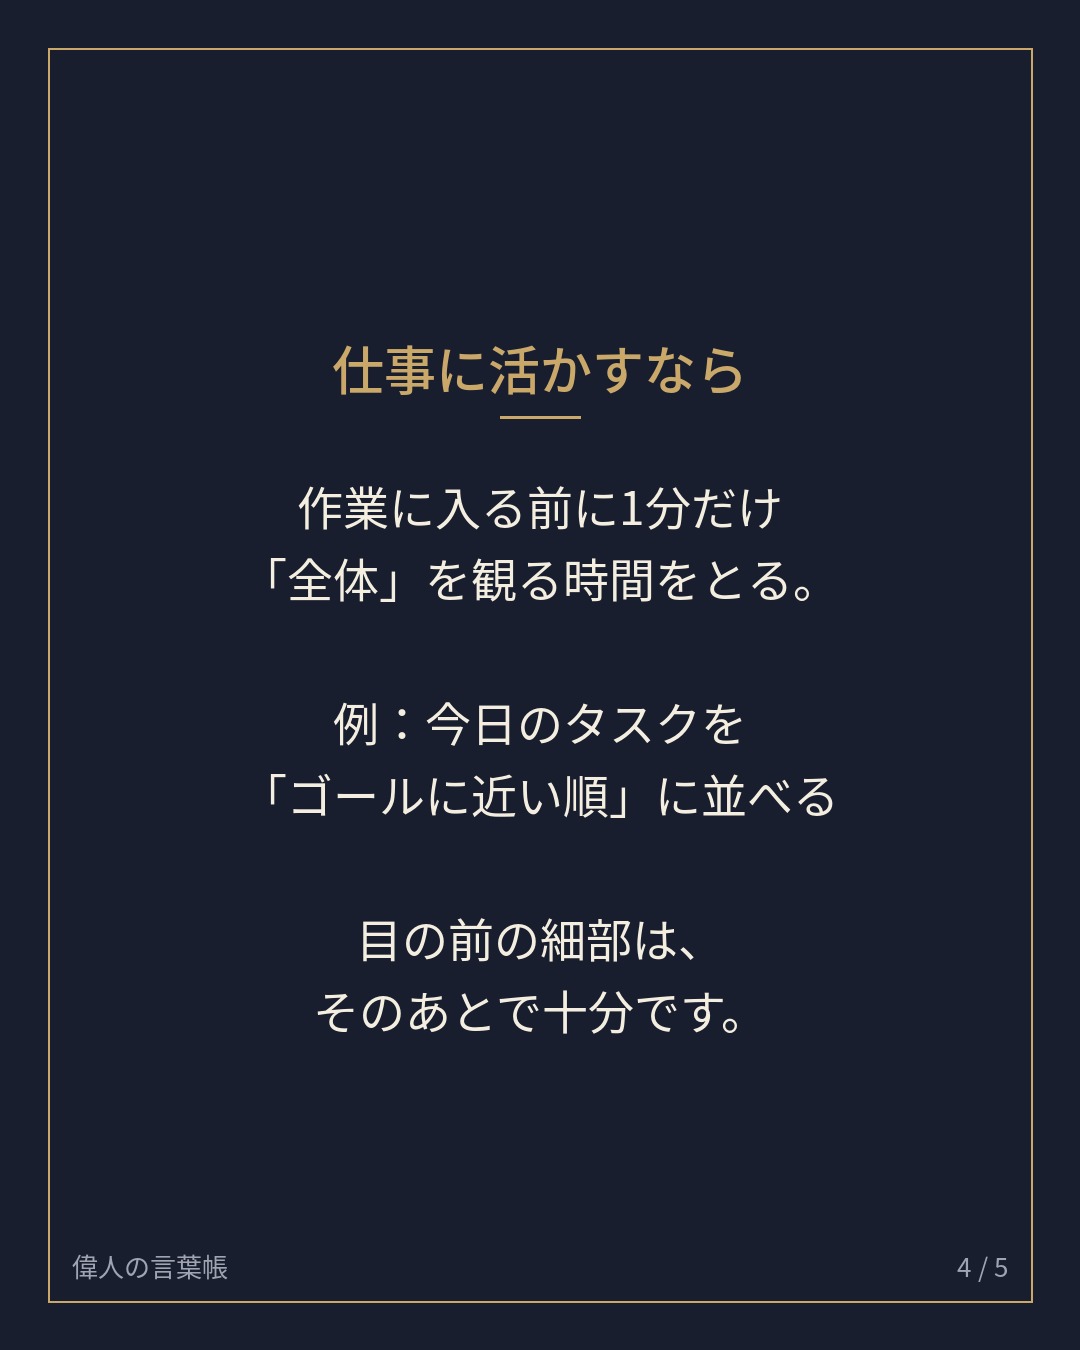 仕事に活かすなら
作業に入る前に1分だけ
「全体」を観る時間をとる。
例：今日のタスクを
「ゴールに近い順」に並べる
目の前の細部は、
そのあとで十分です。
偉人の言葉帳
4 / 5